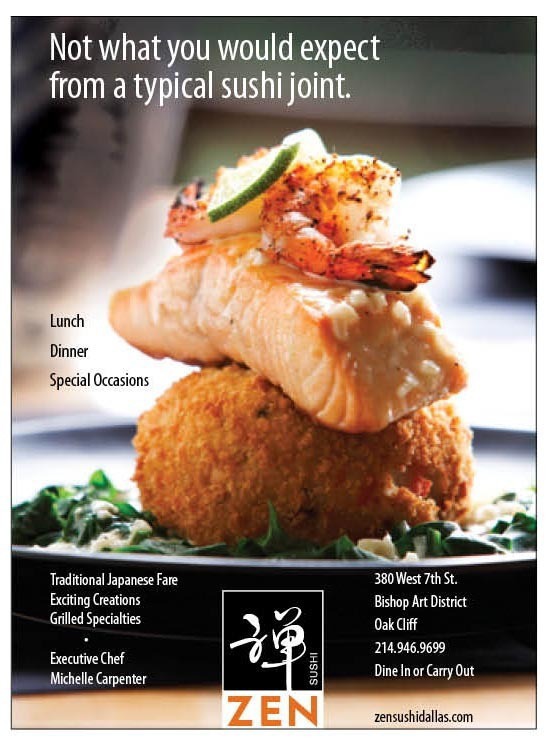 Not what you would expect
from a typical sushi joint.
Lunch
Dinner
Special Occasions
Traditional Japanese Fare
Exciting Creations
Grilled Specialties
•
Executive Chef
Michelle Carpenter
禅
SUSHI
ZEN
380 West 7th St.
Bishop Art District
Oak Cliff
214.946.9699
Dine In or Carry Out
zensushidallas.com